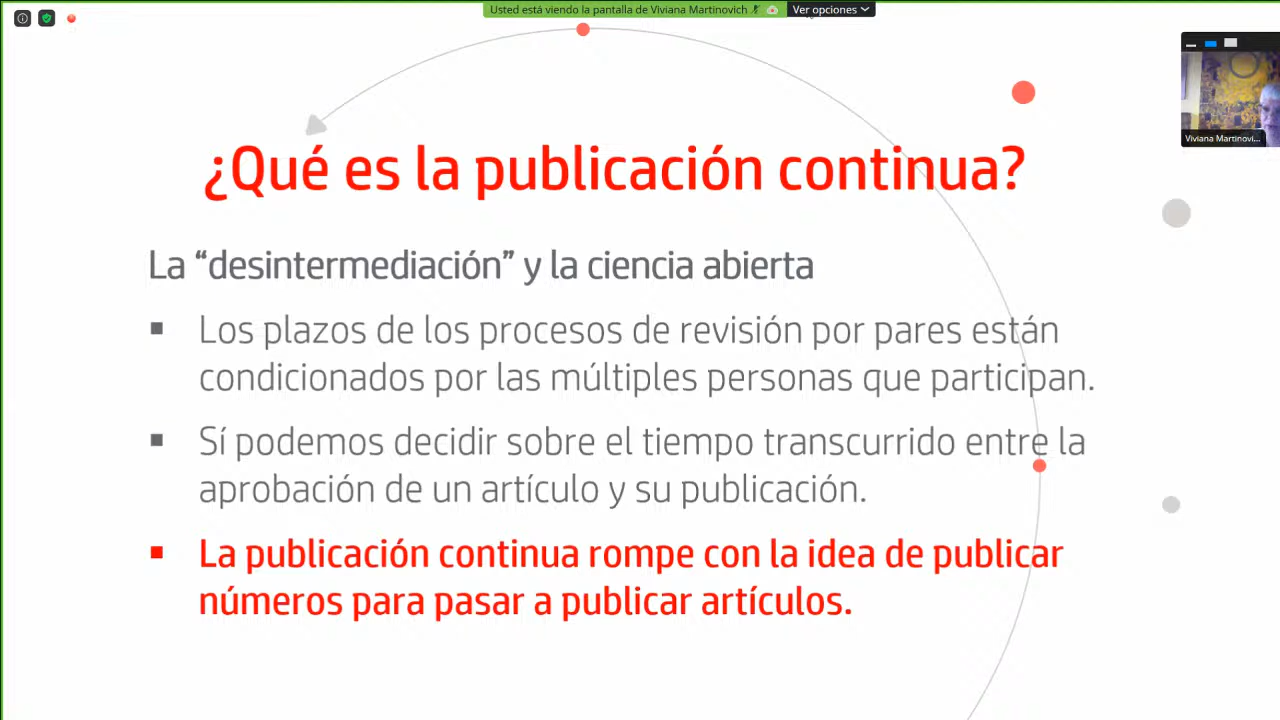 Usted está viendo la pantalla de Viviana Martinovich
Ver opciones
Viviana Martinovi...
¿Qué es la publicación continua?
La “desintermediación” y la ciencia abierta
Los plazos de los procesos de revisión por pares están
condicionados por las múltiples personas que participan.
Sí podemos decidir sobre el tiempo transcurrido entre la
aprobación de un artículo y su publicación.
La publicación continua rompe con la idea de publicar
números para pasar a publicar artículos.